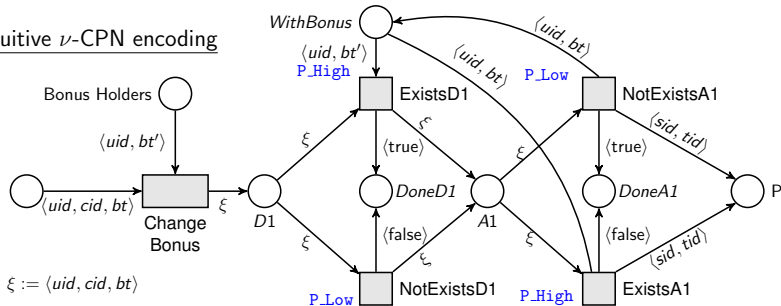 uitive ν-CPN encoding
WithBonus
⟨uid, bt′⟩
P_High
ExistsD1
⟨uid, bt⟩
⟨uid, bt⟩
P_Low
NotExistsA1
Bonus Holders
⟨uid, bt′⟩
ξ
ξ
⟨true⟩
ξ
⟨true⟩
⟨sid, tid⟩
⟨uid, cid, bt⟩
Change
Bonus
ξ
D1
DoneD1
A1
DoneA1
P
ξ
⟨false⟩
ξ
ξ
⟨false⟩
⟨sid, tid⟩
ξ := ⟨uid, cid, bt⟩
P_Low
NotExistsD1
P_High
ExistsA1